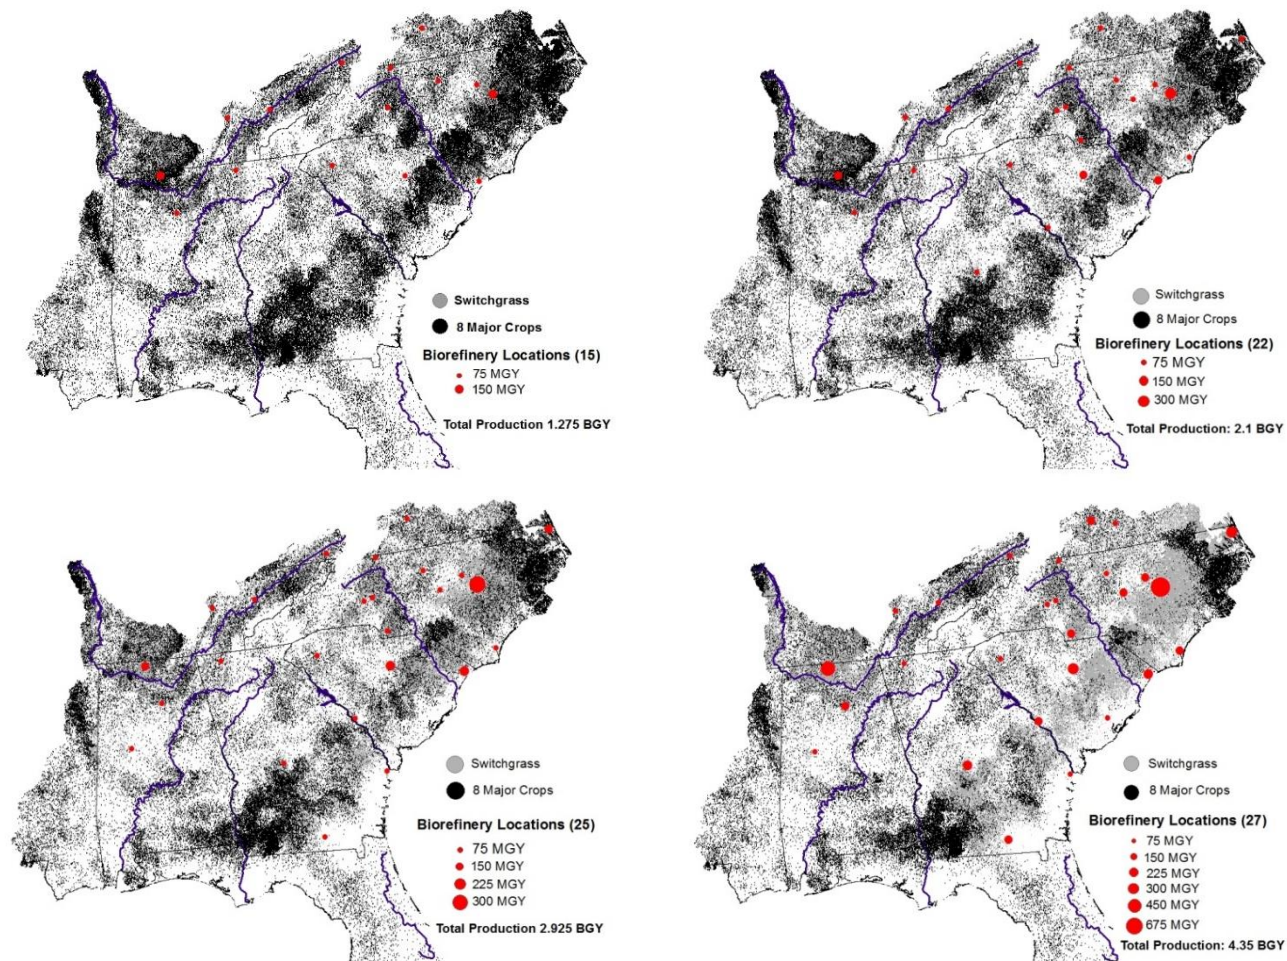 Switchgrass
8 Major Crops
Biorefinery Locations (15)
75 MGY
150 MGY
Total Production 1.275 BGY
Switchgrass
8 Major Crops
Biorefinery Locations (22)
75 MGY
150 MGY
300 MGY
Total Production: 2.1 BGY
Switchgrass
8 Major Crops
Biorefinery Locations (25)
75 MGY
150 MGY
225 MGY
300 MGY
Total Production 2.925 BGY
Switchgrass
8 Major Crops
Biorefinery Locations (27)
75 MGY
150 MGY
225 MGY
300 MGY
450 MGY
675 MGY
Total Production: 4.35 BGY